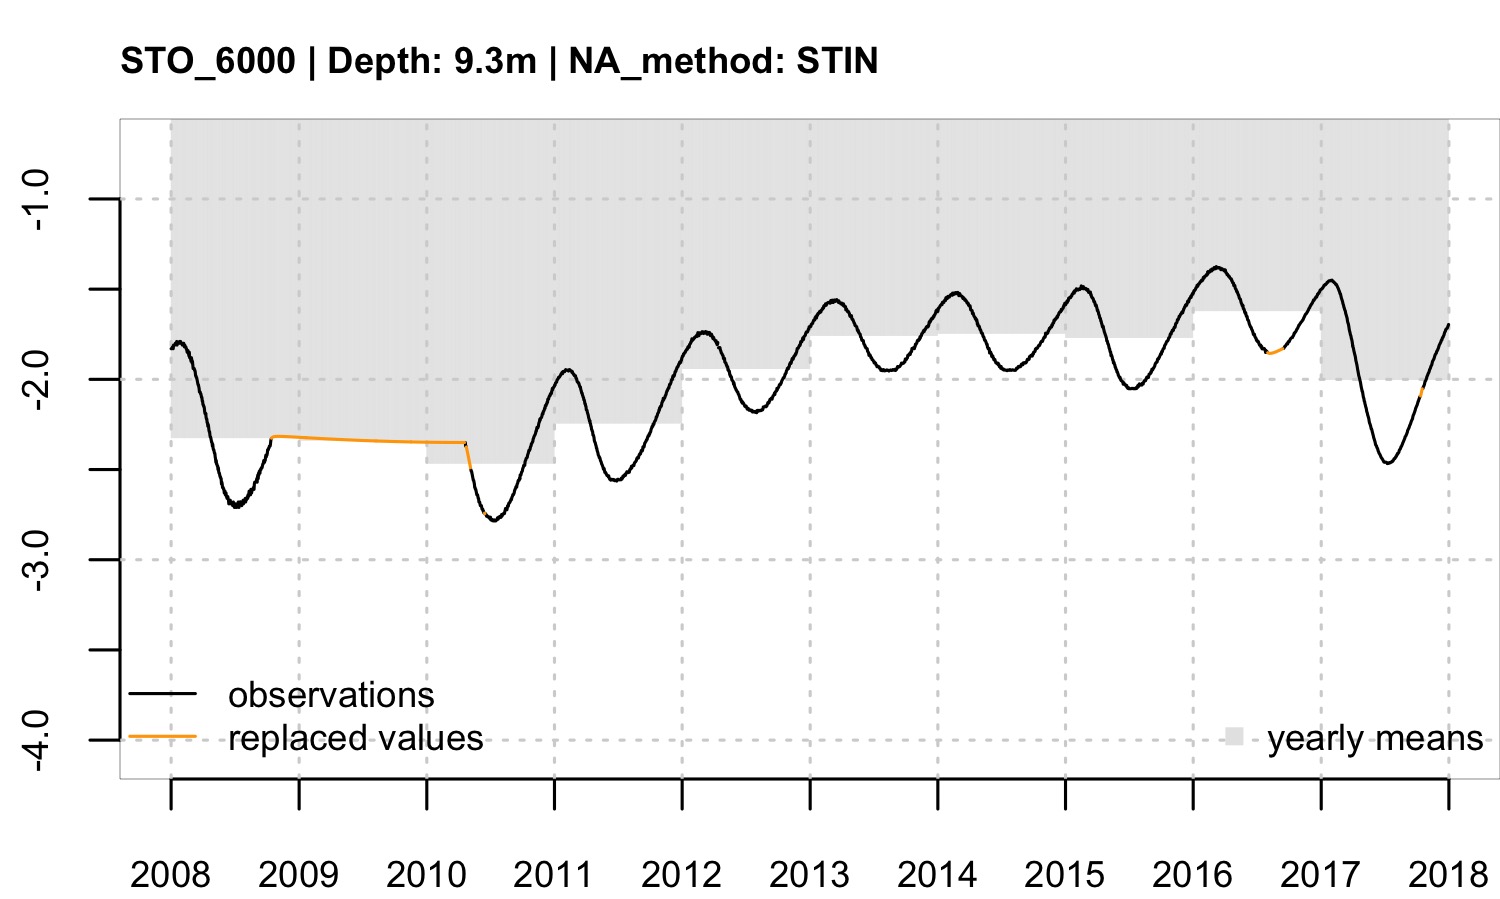 STO_6000 | Depth: 9.3m | NA_method: STIN
-1.0
-2.0
-3.0
-4.0
observations
replaced values
yearly means
2008 2009 2010 2011 2012 2013 2014 2015 2016 2017 2018